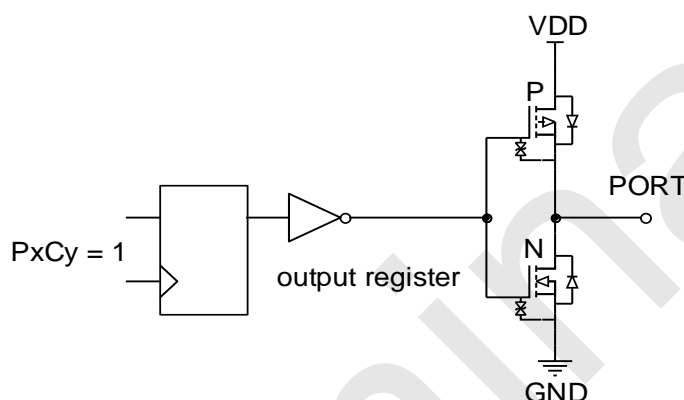 VDD
P
PORT
PxCy = 1
N
output register
GND